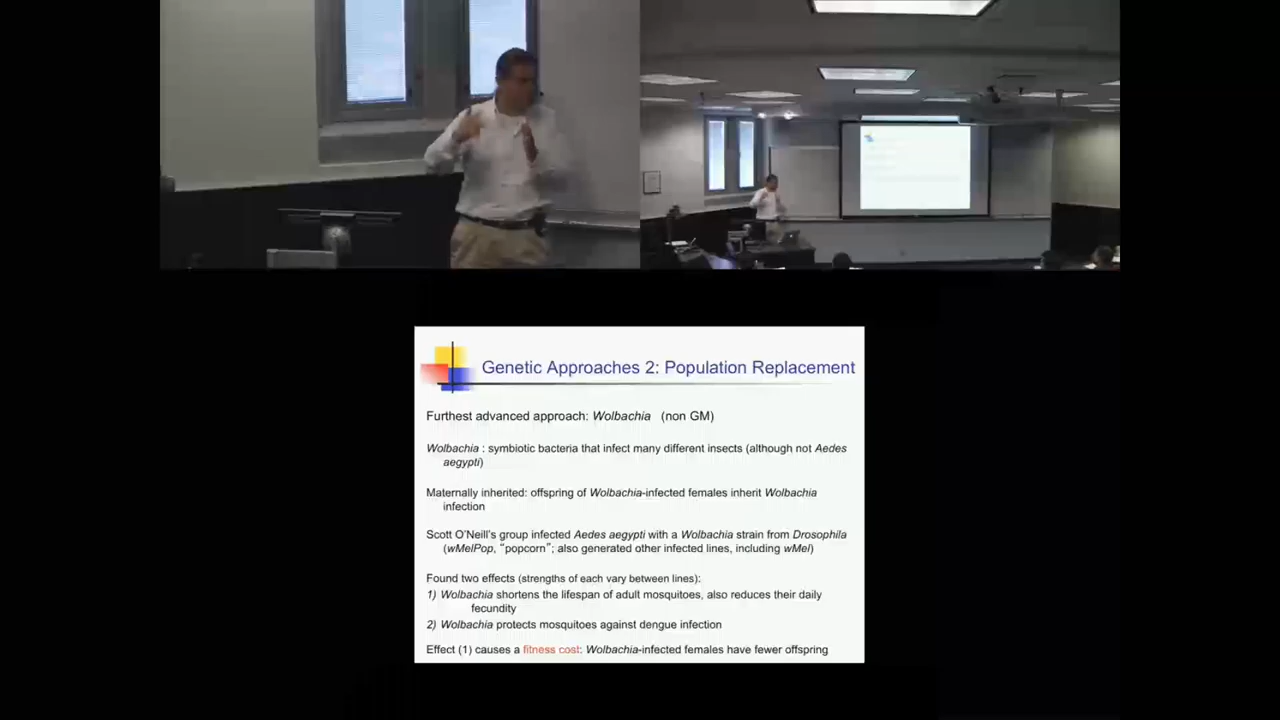 Genetic Approaches 2: Population Replacement
Furthest advanced approach: Wolbachia (non GM)
Wolbachia : symbiotic bacteria that infect many different insects (although not Aedes
aegypti)
Maternally inherited: offspring of Wolbachia-infected females inherit Wolbachia
infection
Scott O’Neill’s group infected Aedes aegypti with a Wolbachia strain from Drosophila
(wMelPop, “popcorn”; also generated other infected lines, including wMel)
Found two effects (strengths of each vary between lines):
1) Wolbachia shortens the lifespan of adult mosquitoes, also reduces their daily
fecundity
2) Wolbachia protects mosquitoes against dengue infection
Effect (1) causes a fitness cost: Wolbachia-infected females have fewer offspring